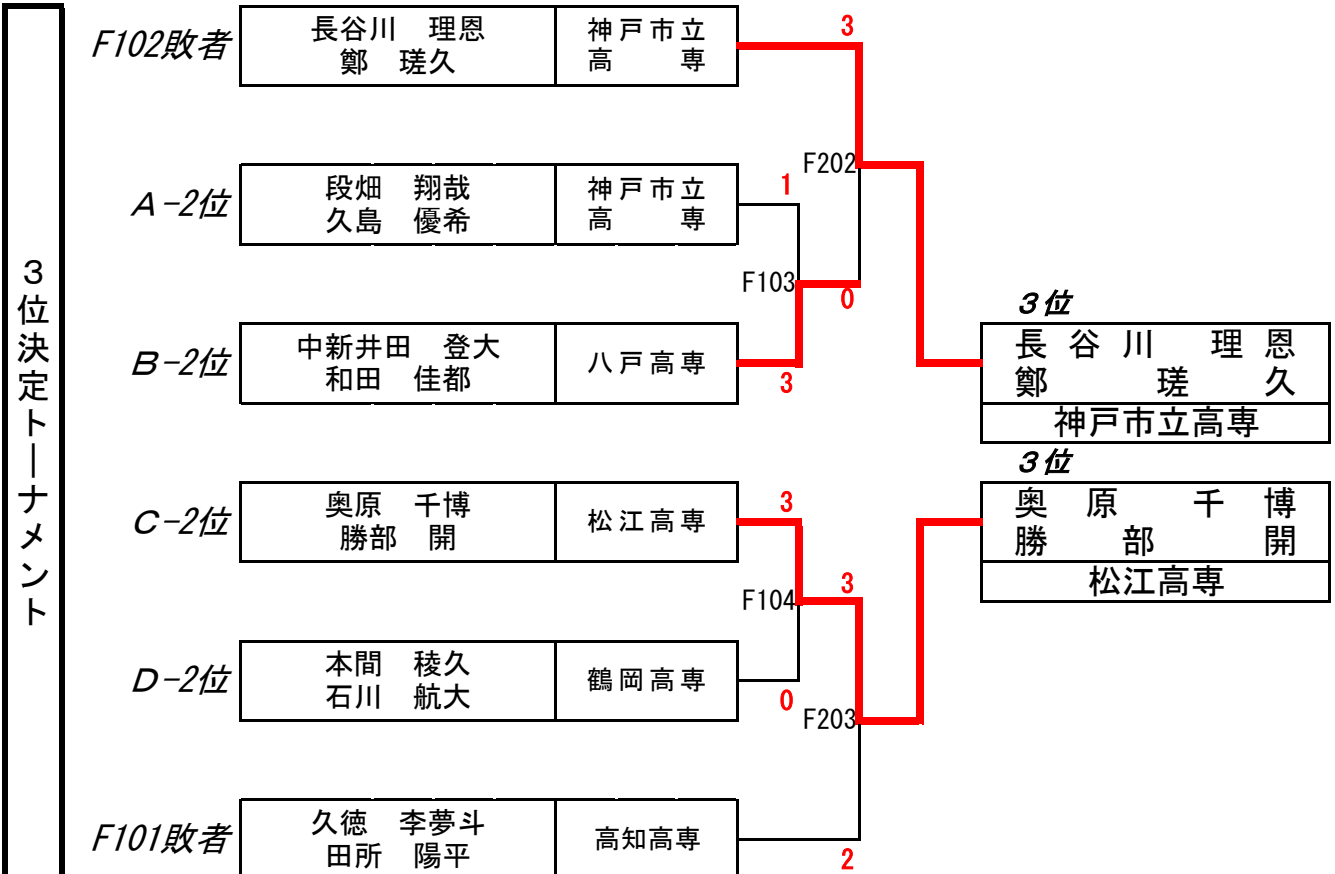 3位決定トーナメント
F102敗者
長谷川 理恩
鄭 瑳久
神戸市立
高 専
3
F202
A-2位
段畑 翔哉
久島 優希
神戸市立
高 専
1
F103
0
B-2位
中新井田 登大
和田 佳都
八戸高専
3
3位
長谷川 理恩
鄭 瑳久
神戸市立高専
3位
奥原 千博
勝部 開
松江高専
C-2位
奥原 千博
勝部 開
松江高専
3
F104
3
D-2位
本間 稜久
石川 航大
鶴岡高専
0
F203
F101敗者
久徳 李夢斗
田所 陽平
高知高専
2